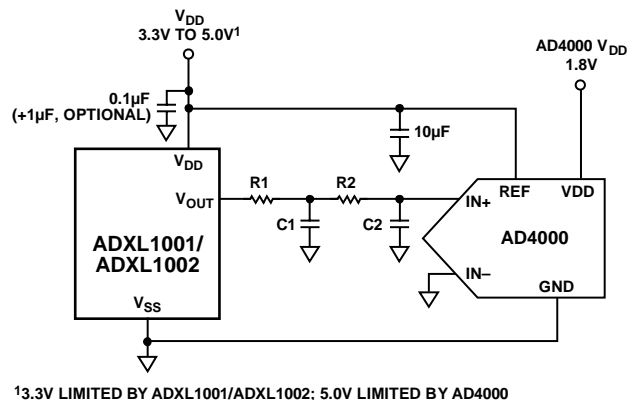 V_DD
3.3V TO 5.0V¹
AD4000 V_DD
1.8V
0.1µF
(+1µF, OPTIONAL)
10µF
V_DD
V_OUT
R1
R2
C1
C2
ADXL1001/
ADXL1002
V_SS
REF
VDD
IN+
AD4000
IN–
GND
¹3.3V LIMITED BY ADXL1001/ADXL1002; 5.0V LIMITED BY AD4000